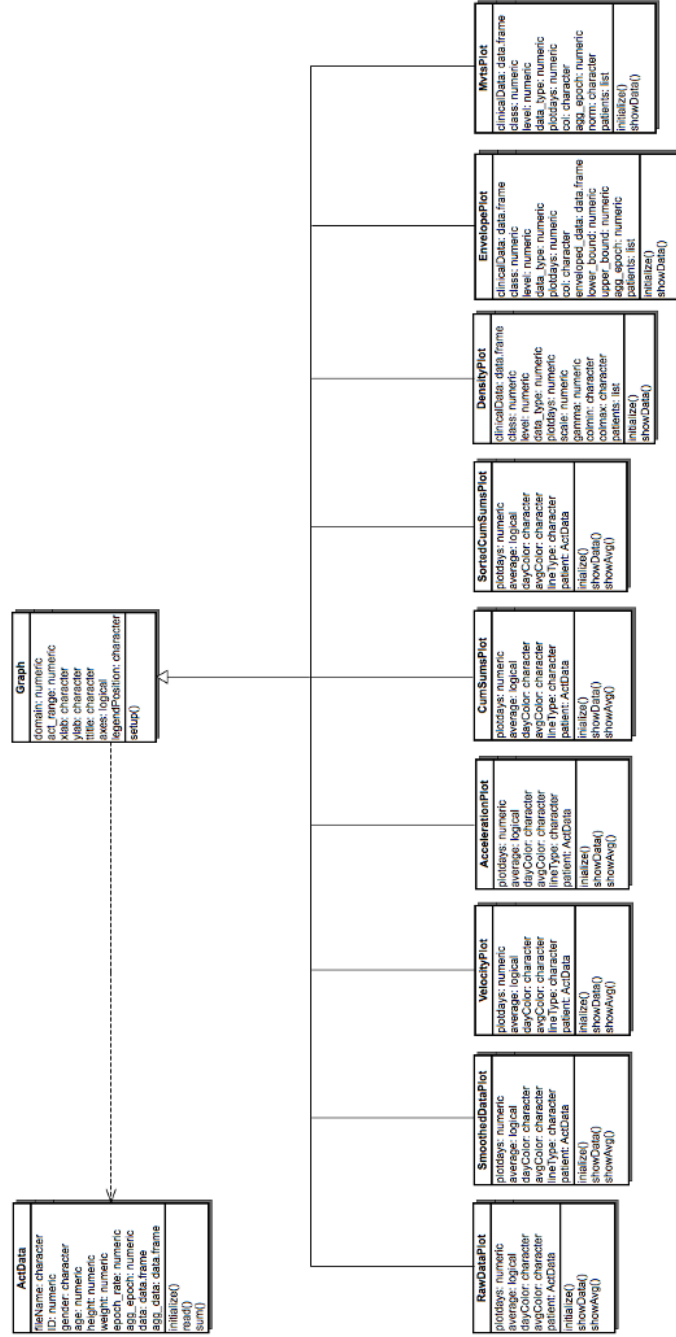 ActData
fileName: character
ID: numeric
gender: character
age: numeric
height: numeric
weight: numeric
epoch_rate: numeric
agg_epoch: numeric
data: data.frame
agg_data: data.frame
initialize()
read()
sum()
Graph
domain: numeric
act_range: numeric
xlab: character
ylab: character
ttitle: character
axes: logical
legendPosition: character
setup()
RawDataPlot
plotdays: numeric
average: logical
dayColor: character
avgColor: character
patient: ActData
initialize()
showData()
showAvg()
SmoothedDataPlot
plotdays: numeric
average: logical
dayColor: character
avgColor: character
lineType: character
patient: ActData
inialize()
showData()
showAvg()
VelocityPlot
plotdays: numeric
average: logical
dayColor: character
avgColor: character
lineType: character
patient: ActData
inialize()
showData()
showAvg()
AccelerationPlot
plotdays: numeric
average: logical
dayColor: character
avgColor: character
lineType: character
patient: ActData
inialize()
showData()
showAvg()
CumSumsPlot
plotdays: numeric
average: logical
dayColor: character
avgColor: character
lineType: character
patient: ActData
inialize()
showData()
showAvg()
SortedCumSumsPlot
plotdays: numeric
average: logical
dayColor: character
avgColor: character
lineType: character
patient: ActData
inialize()
showData()
showAvg()
DensityPlot
clinicalData: data.frame
class: numeric
level: numeric
data_type: numeric
plotdays: numeric
scale: numeric
gamma: numeric
colmin: character
colmax: character
patients: list
initialize()
showData()
EnvelopePlot
clinicalData: data.frame
class: numeric
level: numeric
data_type: numeric
plotdays: numeric
col: character
enveloped_data: data.frame
lower_bound: numeric
upper_bound: numeric
agg_epoch: numeric
patients: list
initialize()
showData()
MvtsPlot
clinicalData: data.frame
class: numeric
level: numeric
data_type: numeric
plotdays: numeric
col: character
agg_epoch: numeric
norm: character
patients: list
initialize()
showData()